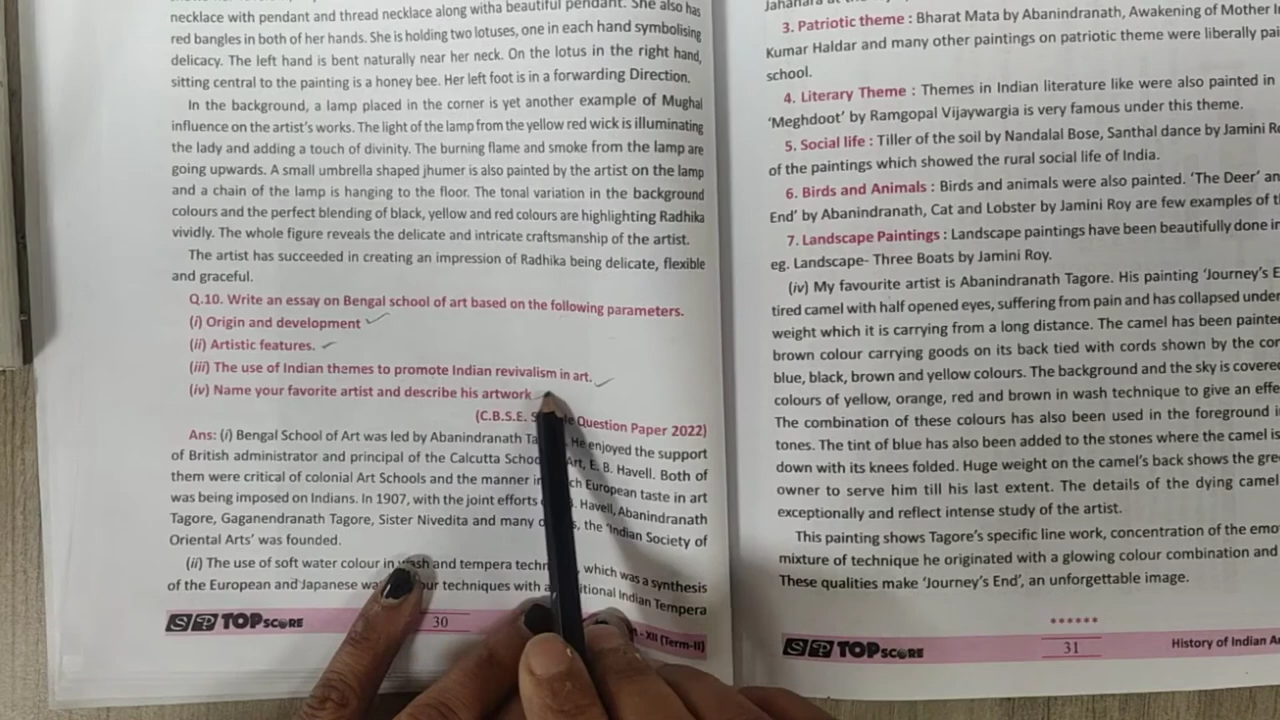 necklace with pendant and thread necklace along witha beautiful pendant. She also has
red bangles in both of her hands. She is holding two lotuses, one in each hand symbolising
delicacy. The left hand is bent naturally near her neck. On the lotus in the right hand,
sitting central to the painting is a honey bee. Her left foot is in a forwarding Direction.
In the background, a lamp placed in the corner is yet another example of Mughal
influence on the artist's works. The light of the lamp from the yellow red wick is illuminating
the lady and adding a touch of divinity. The burning flame and smoke from the lamp are
going upwards. A small umbrella shaped jhumer is also painted by the artist on the lamp
and a chain of the lamp is hanging to the floor. The tonal variation in the background
colours and the perfect blending of black, yellow and red colours are highlighting Radhika
vividly. The whole figure reveals the delicate and intricate craftsmanship of the artist.
The artist has succeeded in creating an impression of Radhika being delicate, flexible
and graceful.
Q.10. Write an essay on Bengal school of art based on the following parameters.
(i) Origin and development
(ii) Artistic features.
(iii) The use of Indian themes to promote Indian revivalism in art.
(iv) Name your favorite artist and describe his artwork
(C.B.S.E. Question Paper 2022)
Ans: (i) Bengal School of Art was led by Abanindranath He enjoyed the support
of British administrator and principal of the Calcutta Art, E. B. Havell. Both of
them were critical of colonial Art Schools and the manner European taste in art
was being imposed on Indians. In 1907, with the joint efforts Havell, Abanindranath
Tagore, Gaganendranath Tagore, Sister Nivedita and many the 'Indian Society of
Oriental Arts' was founded.
(ii) The use of soft water colour in wash and tempera which was a synthesis
of the European and Japanese techniques with Indian Tempera
SP TOP SCORE
30
XII (Term-II)
3. Patriotic theme : Bharat Mata by Abanindranath, Awakening of Mother
Kumar Haldar and many other paintings on patriotic theme were liberally
school.
4. Literary Theme : Themes in Indian literature like were also painted in
'Meghdoot' by Ramgopal Vijaywargia is very famous under this theme.
5. Social life : Tiller of the soil by Nandalal Bose, Santhal dance by Jamini
of the paintings which showed the rural social life of India.
6. Birds and Animals : Birds and animals were also painted. 'The Deer'
End' by Abanindranath, Cat and Lobster by Jamini Roy are few examples of
7. Landscape Paintings : Landscape paintings have been beautifully done
eg. Landscape- Three Boats by Jamini Roy.
(iv) My favourite artist is Abanindranath Tagore. His painting 'Journey's
tired camel with half opened eyes, suffering from pain and has collapsed under
weight which it is carrying from a long distance. The camel has been
brown colour carrying goods on its back tied with cords shown by the
blue, black, brown and yellow colours. The background and the sky is
colours of yellow, orange, red and brown in wash technique to give an
The combination of these colours has also been used in the foreground
tones. The tint of blue has also been added to the stones where the camel is
down with its knees folded. Huge weight on the camel's back shows the
owner to serve him till his last extent. The details of the dying camel
exceptionally and reflect intense study of the artist.
This painting shows Tagore's specific line work, concentration of the
mixture of technique he originated with a glowing colour combination and
These qualities make 'Journey's End', an unforgettable image.
******
SP TOP SCORE
31
History of Indian